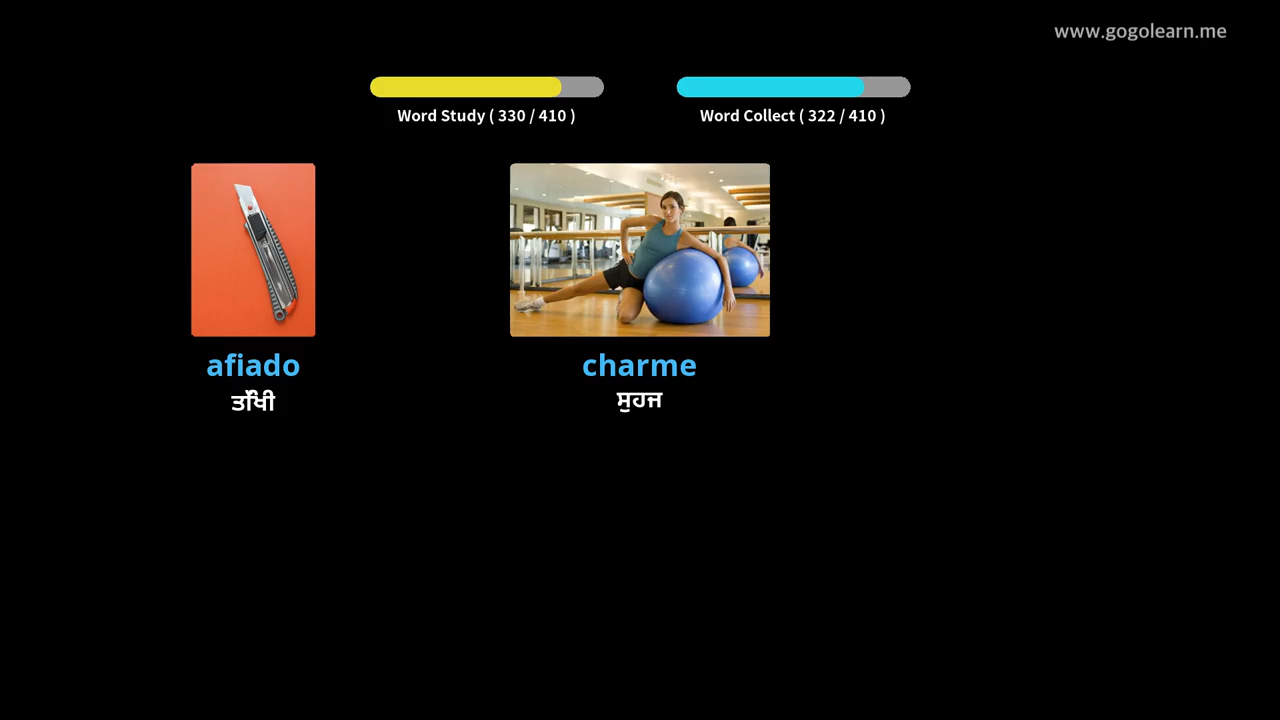 www.gogolearn.me
Word Study ( 330 / 410 )
Word Collect ( 322 / 410 )
afiado
charme
ਤਿੱਖੀ
ਸੁਹਜ